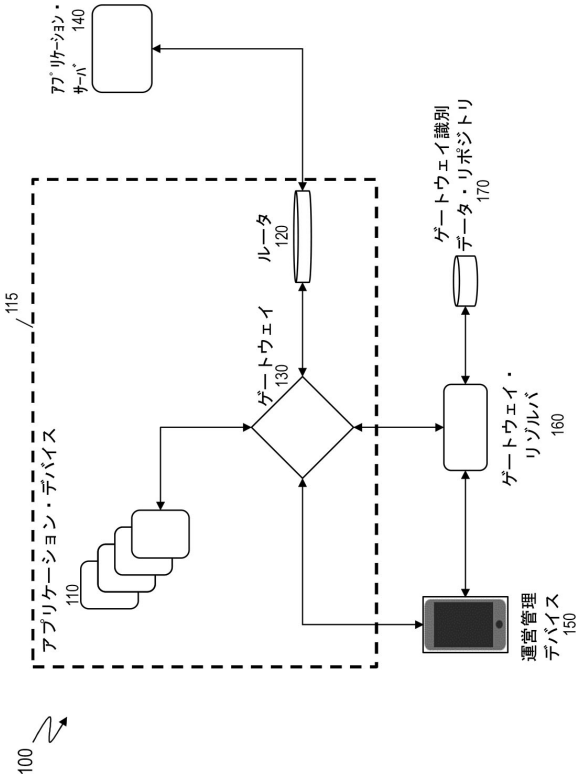 100
115
アプリケーション・デバイス
110
アプリケーション・
サーバ
140
ルータ
120
ゲートウェイ
130
運営管理
デバイス
150
ゲートウェイ・
リゾルバ
160
ゲートウェイ識別
データ・リポジトリ
170